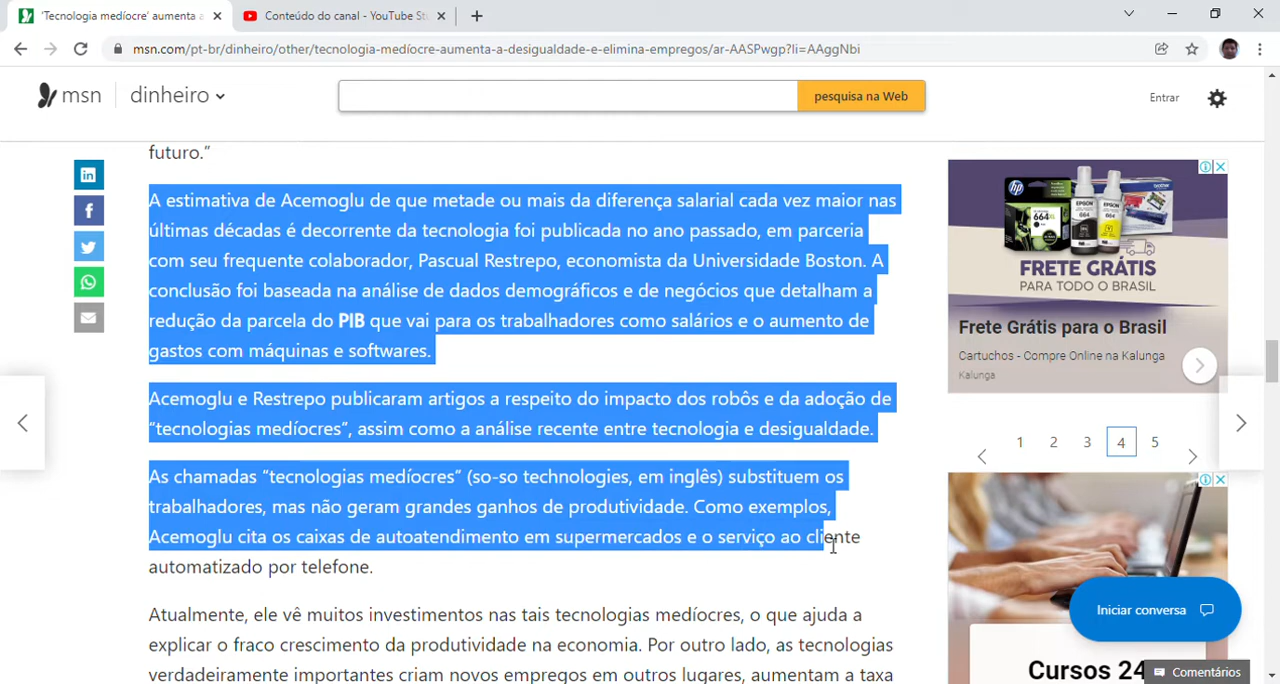 'Tecnologia medíocre' aumenta a
Conteúdo do canal - YouTube St
msn.com/pt-br/dinheiro/other/tecnologia-medíocre-aumenta-a-desigualdade-e-elimina-empregos/ar-AASPwgp?li=AAggNbi
msn
dinheiro
pesquisa na Web
Entrar
futuro."
A estimativa de Acemoglu de que metade ou mais da diferença salarial cada vez maior nas
últimas décadas é decorrente da tecnologia foi publicada no ano passado, em parceria
com seu frequente colaborador, Pascual Restrepo, economista da Universidade Boston. A
conclusão foi baseada na análise de dados demográficos e de negócios que detalham a
redução da parcela do PIB que vai para os trabalhadores como salários e o aumento de
gastos com máquinas e softwares.
Acemoglu e Restrepo publicaram artigos a respeito do impacto dos robôs e da adoção de
“tecnologias medíocres”, assim como a análise recente entre tecnologia e desigualdade.
As chamadas “tecnologias medíocres” (so-so technologies, em inglês) substituem os
trabalhadores, mas não geram grandes ganhos de produtividade. Como exemplos,
Acemoglu cita os caixas de autoatendimento em supermercados e o serviço ao cliente
automatizado por telefone.
Atualmente, ele vê muitos investimentos nas tais tecnologias medíocres, o que ajuda a
explicar o fraco crescimento da produtividade na economia. Por outro lado, as tecnologias
verdadeiramente importantes criam novos empregos em outros lugares, aumentam a taxa
hp
664
EPSON
EPSON
FRETE GRÁTIS
PARA TODO O BRASIL
Frete Grátis para o Brasil
Cartuchos - Compre Online na Kalunga
Kalunga
1 2 3 4 5
Iniciar conversa
Cursos 24
Comentários